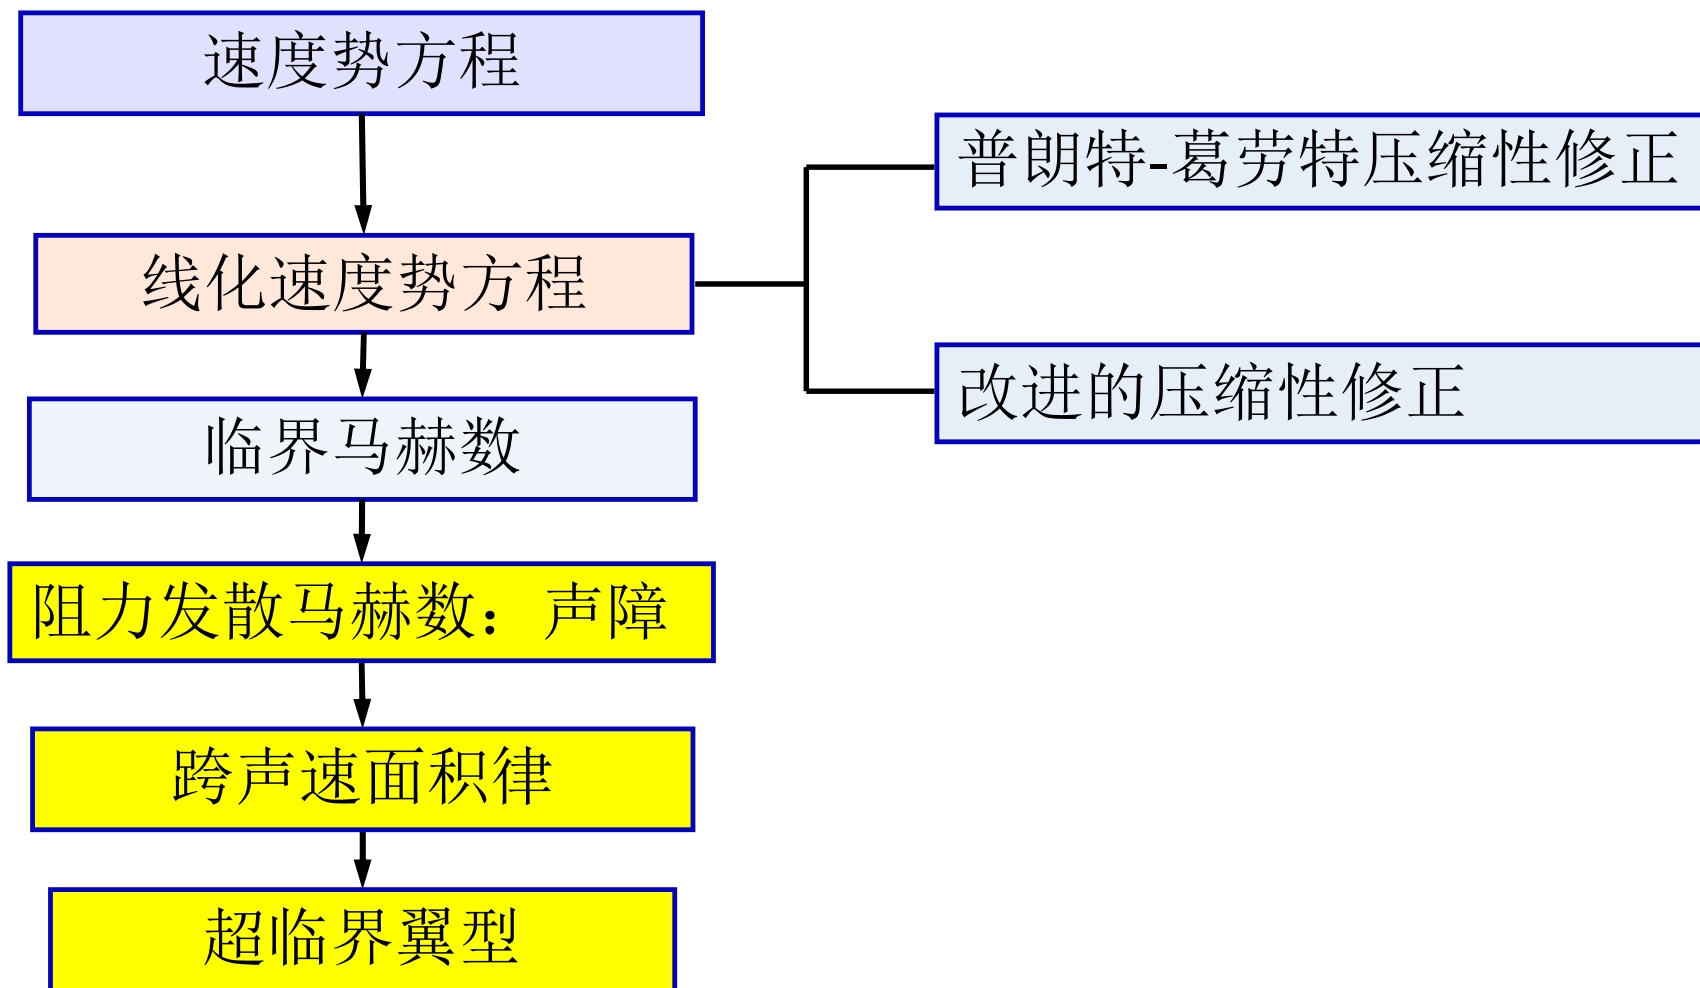 速度势方程
普朗特-葛劳特压缩性修正
线化速度势方程
改进的压缩性修正
临界马赫数
阻力发散马赫数：声障
跨声速面积律
超临界翼型